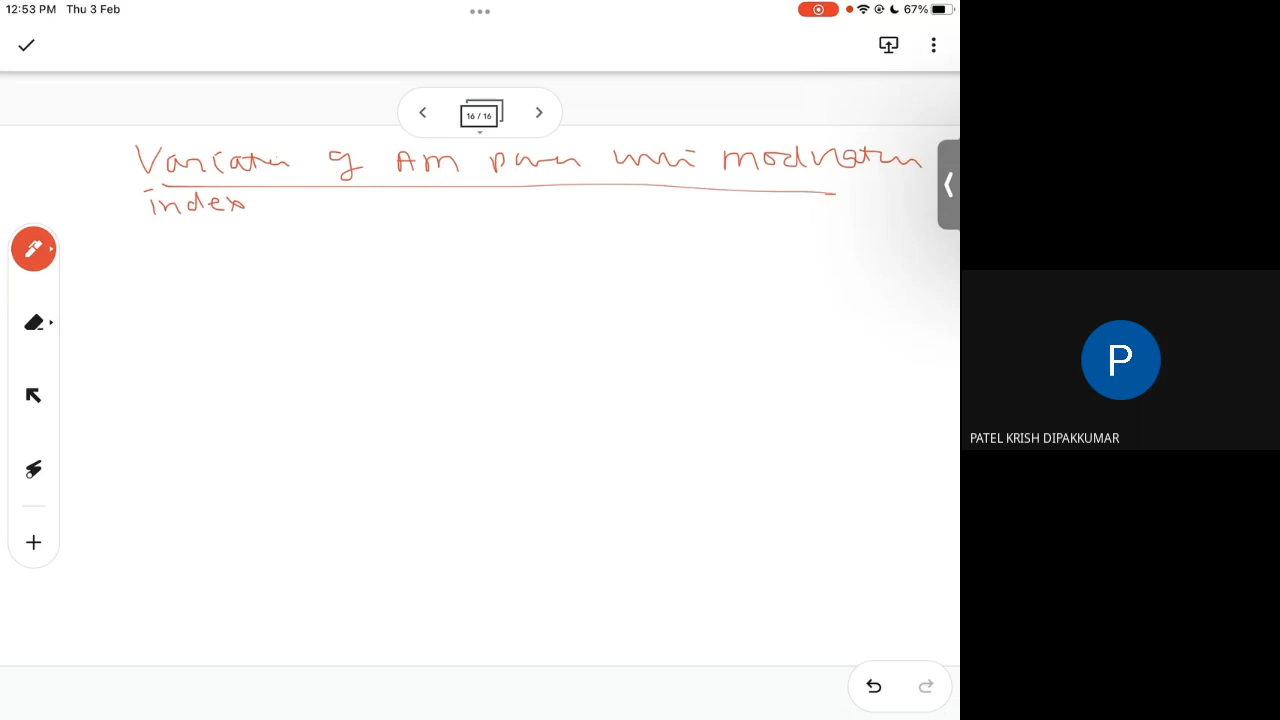 12:53 PM Thu 3 Feb
67%
16 / 16
Variation of AM power with modulation
index
P
PATEL KRISH DIPAKKUMAR